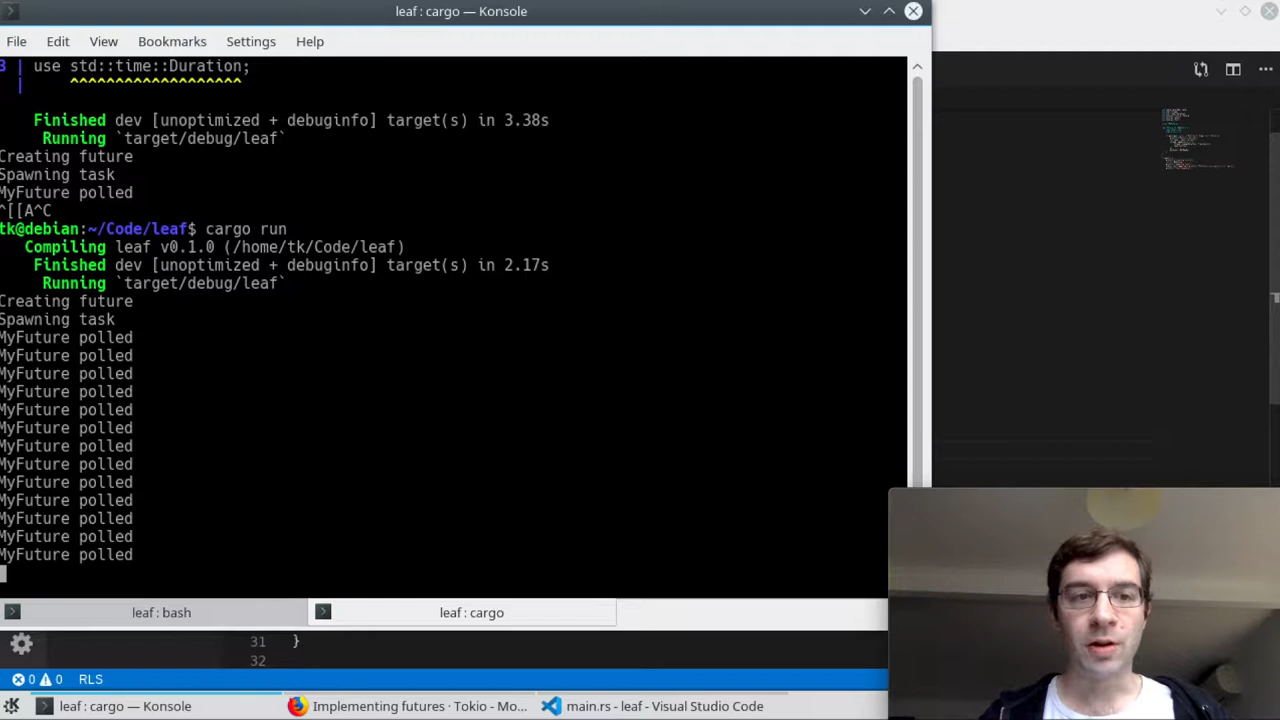 leaf : cargo — Konsole
File Edit View Bookmarks Settings Help
3 | use std::time::Duration;
| ^^^^^^^^^^^^^^^^^^^
Finished dev [unoptimized + debuginfo] target(s) in 3.38s
Running `target/debug/leaf`
Creating future
Spawning task
MyFuture polled
^[[A^C
tk@debian:~/Code/leaf$ cargo run
Compiling leaf v0.1.0 (/home/tk/Code/leaf)
Finished dev [unoptimized + debuginfo] target(s) in 2.17s
Running `target/debug/leaf`
Creating future
Spawning task
MyFuture polled
MyFuture polled
MyFuture polled
MyFuture polled
MyFuture polled
MyFuture polled
MyFuture polled
MyFuture polled
MyFuture polled
MyFuture polled
MyFuture polled
MyFuture polled
MyFuture polled
leaf : bash leaf : cargo
31 }
32
0 0 RLS
leaf : cargo — Konsole Implementing futures · Tokio - Mo... main.rs - leaf - Visual Studio Code